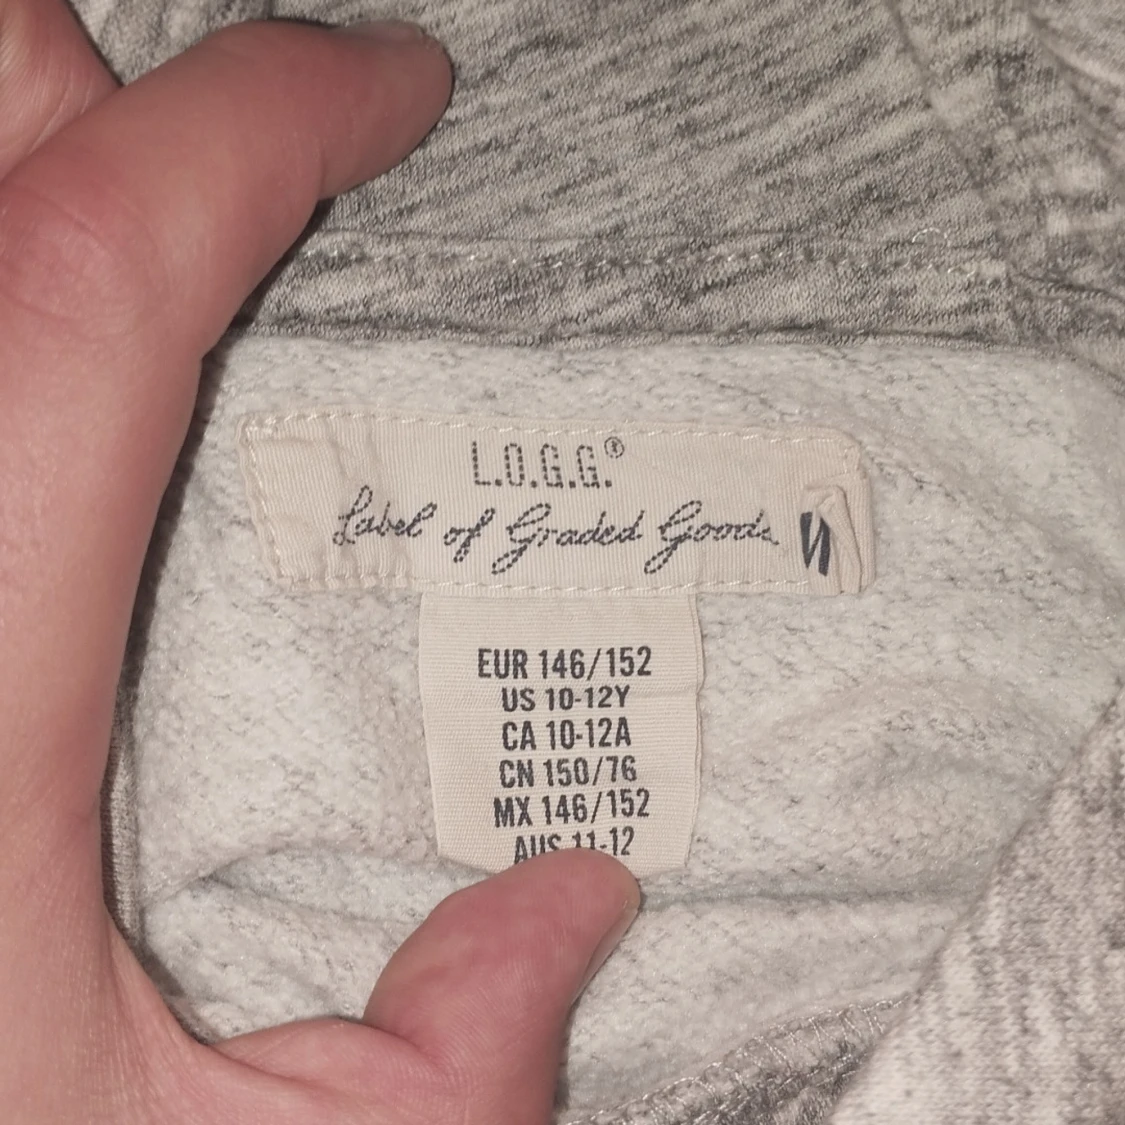 L.O.G.G.®
Label of Graded Goods
EUR 146/152
US 10-12Y
CA 10-12A
CN 150/76
MX 146/152
AUS 11-12